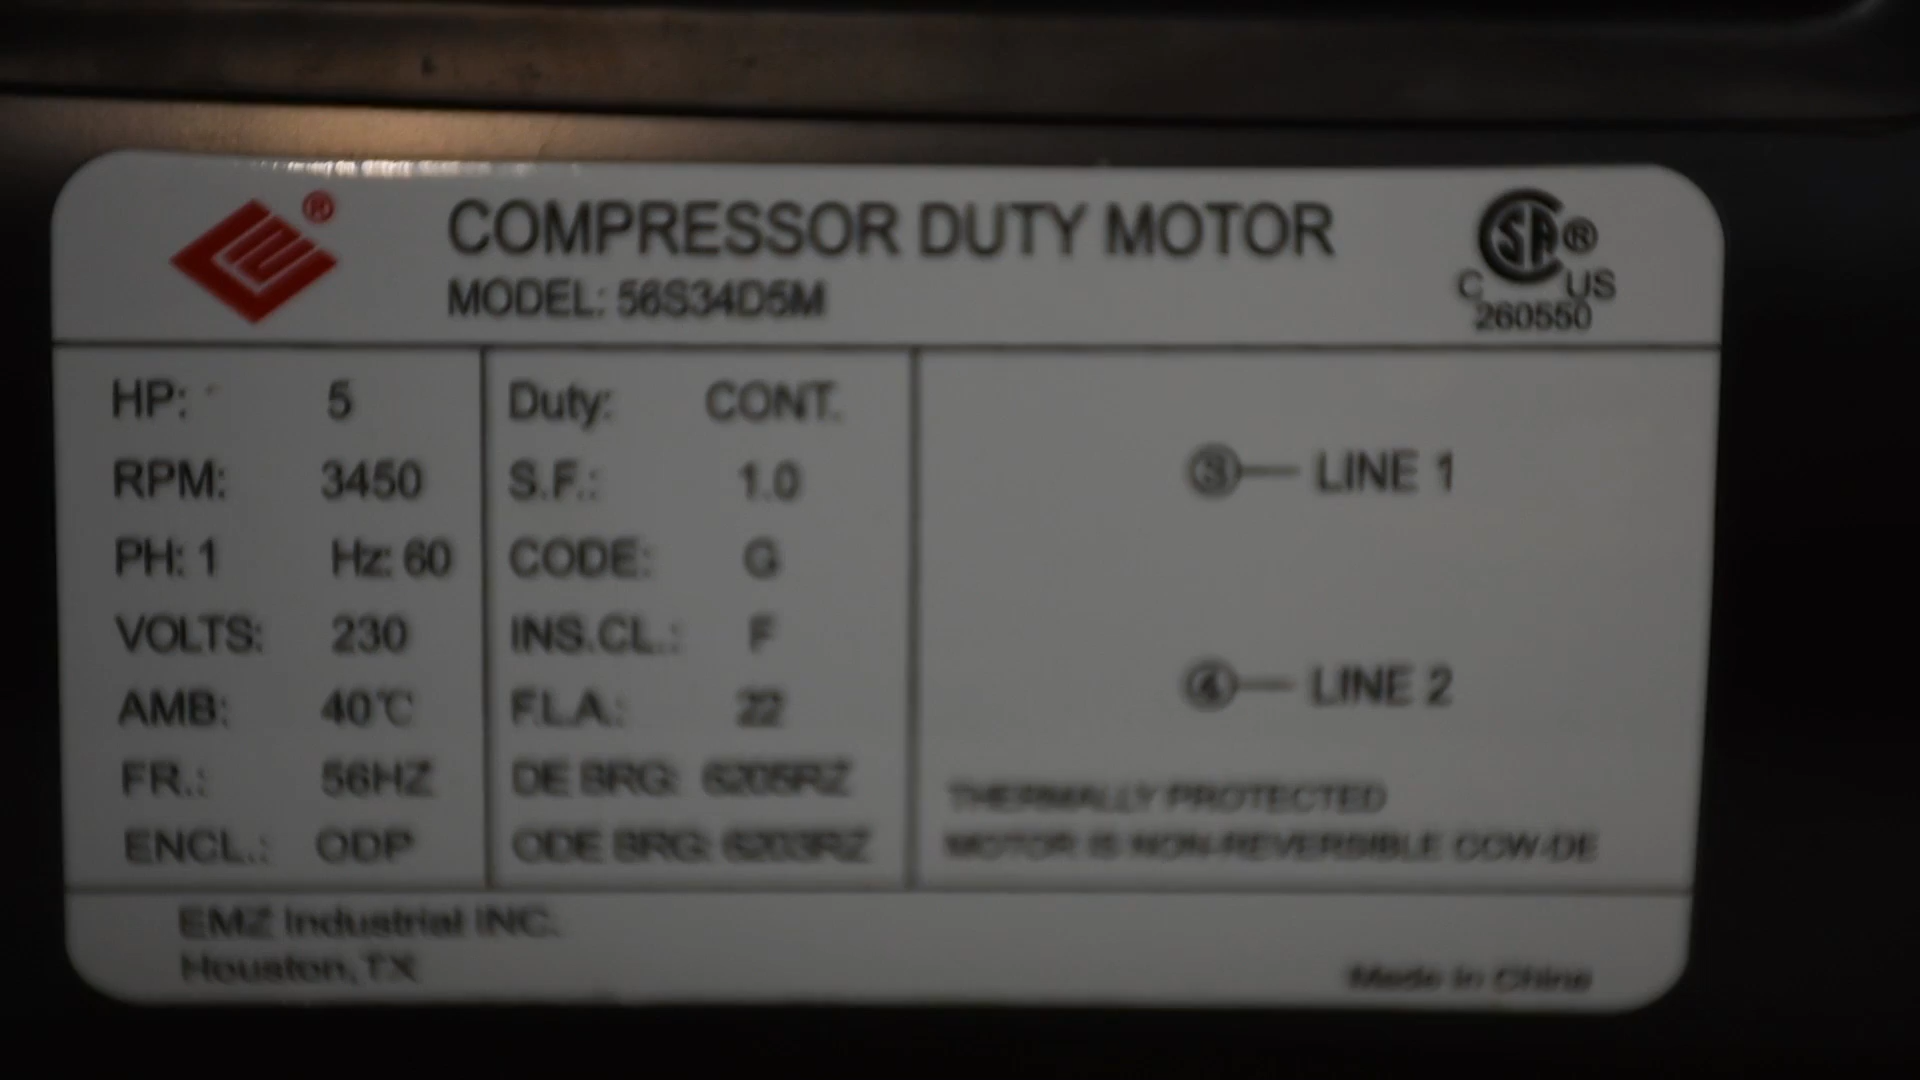 ®
COMPRESSOR DUTY MOTOR
MODEL: 56S34D5M
SA®
C US
260550
HP: 5
RPM: 3450
PH: 1 Hz: 60
VOLTS: 230
AMB: 40℃
FR.: 56HZ
ENCL.: ODP
Duty: CONT.
S.F.: 1.0
CODE: G
INS.CL.: F
F.L.A.: 22
DE BRG: 6205RZ
ODE BRG: 6203RZ
③— LINE 1
④— LINE 2
THERMALLY PROTECTED
MOTOR IS NON-REVERSIBLE CCW-DE
EMZ Industrial INC.
Houston,TX
Made in China